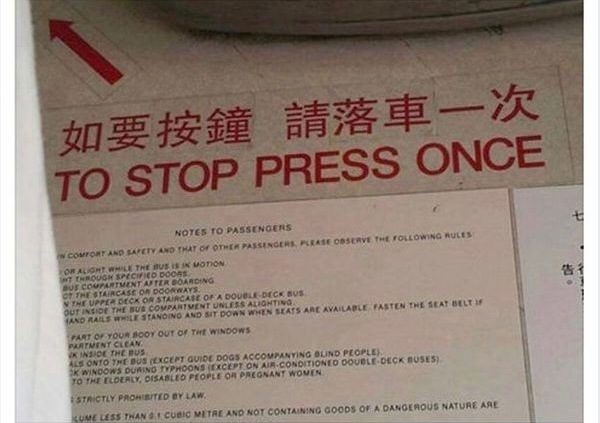 如要按鐘 請落車一次
TO STOP PRESS ONCE
NOTES TO PASSENGERS
N COMFORT AND SAFETY AND THAT OF OTHER PASSENGERS, PLEASE OBSERVE THE FOLLOWING RULES:
OR ALIGHT WHILE THE BUS IS IN MOTION.
HT THROUGH SPECIFIED DOORS.
BUS COMPARTMENT AFTER BOARDING
OT THE STAIRCASE OR DOORWAYS.
N THE UPPER DECK OR STAIRCASE OF A DOUBLE-DECK BUS.
OUT INSIDE THE BUS COMPARTMENT UNLESS ALIGHTING.
HAND RAILS WHILE STANDING AND SIT DOWN WHEN SEATS ARE AVAILABLE. FASTEN THE SEAT BELT IF
PART OF YOUR BODY OUT OF THE WINDOWS.
PARTMENT CLEAN.
NK INSIDE THE BUS.
ALS ONTO THE BUS (EXCEPT GUIDE DOGS ACCOMPANYING BLIND PEOPLE).
CK WINDOWS DURING TYPHOONS (EXCEPT ON AIR-CONDITIONED DOUBLE-DECK BUSES).
TO THE ELDERLY, DISABLED PEOPLE OR PREGNANT WOMEN.
STRICTLY PROHIBITED BY LAW.
LUME LESS THAN 0.1 CUBIC METRE AND NOT CONTAINING GOODS OF A DANGEROUS NATURE ARE
七
告